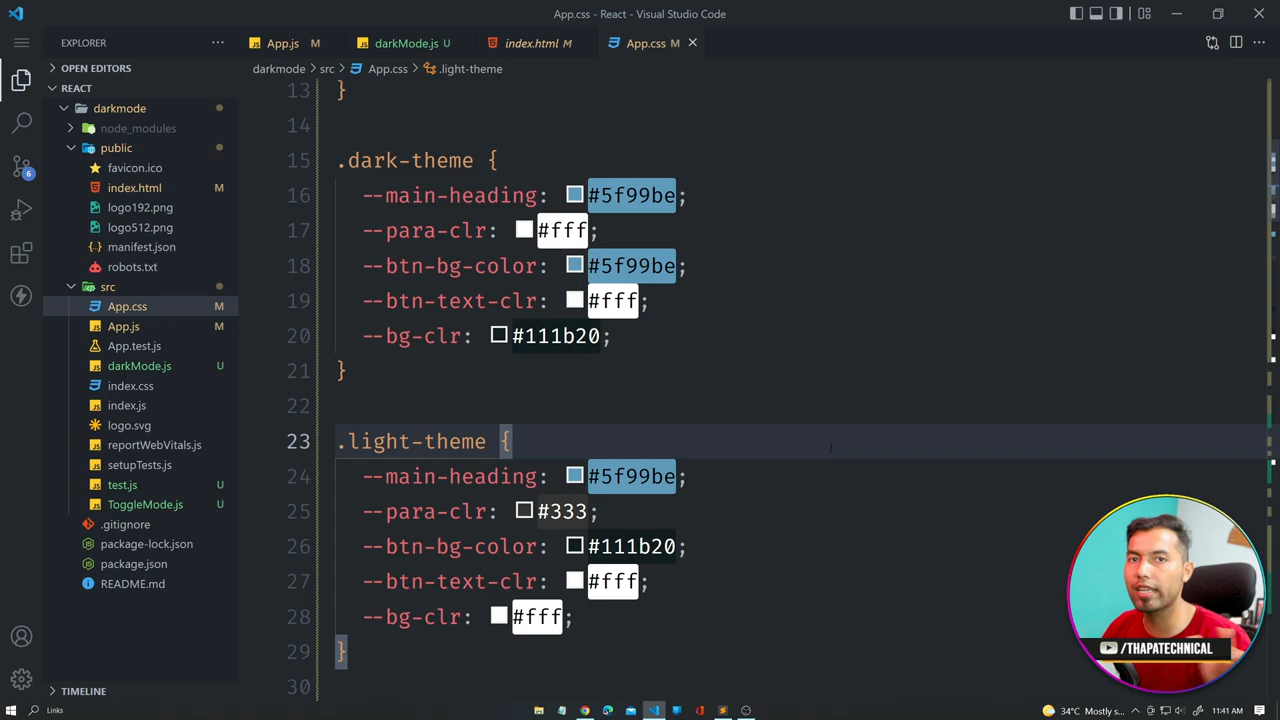 App.css - React - Visual Studio Code
EXPLORER
App.js M
darkMode.js U
index.html M
App.css M
OPEN EDITORS
darkmode > src > App.css > .light-theme
REACT
darkmode
node_modules
public
favicon.ico
index.html M
logo192.png
logo512.png
manifest.json
robots.txt
src
App.css M
App.js M
App.test.js
darkMode.js U
index.css
index.js
logo.svg
reportWebVitals.js
setupTests.js
test.js U
ToggleMode.js U
.gitignore
package-lock.json
package.json
README.md
TIMELINE
6
13 }
14
15 .dark-theme {
16 --main-heading: #5f99be;
17 --para-clr: #fff;
18 --btn-bg-color: #5f99be;
19 --btn-text-clr: #fff;
20 --bg-clr: #111b20;
21 }
22
23 .light-theme {
24 --main-heading: #5f99be;
25 --para-clr: #333;
26 --btn-bg-color: #111b20;
27 --btn-text-clr: #fff;
28 --bg-clr: #fff;
29 }
30
/THAPATECHNICAL
Links
34°C Mostly s...
11:41 AM